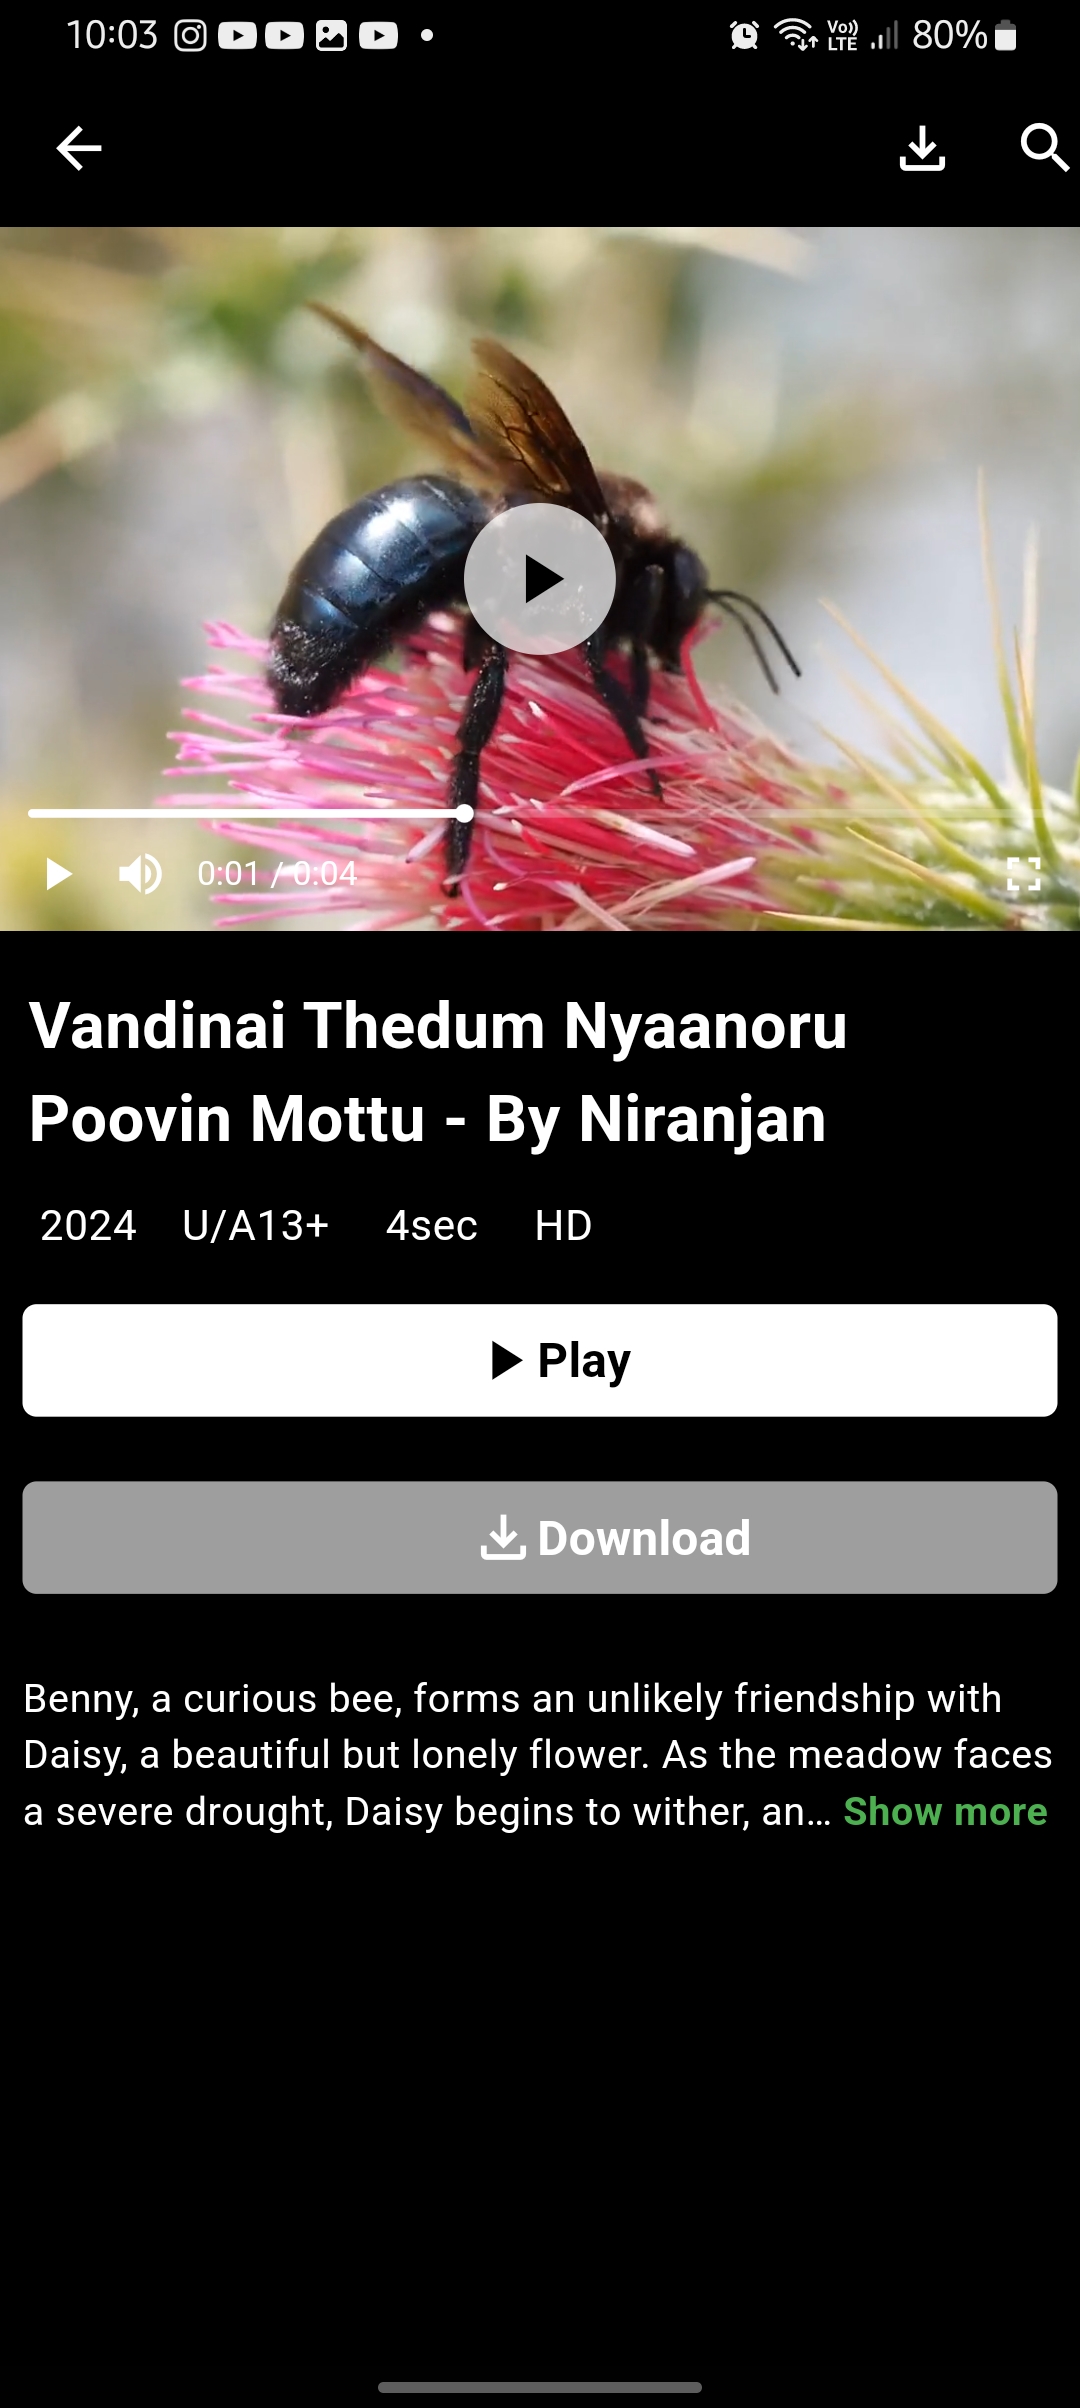 10:03
Vo)) LTE 80%
0:01 / 0:04
Vandinai Thedum Nyaanoru
Poovin Mottu - By Niranjan
2024 U/A13+ 4sec HD
Play
Download
Benny, a curious bee, forms an unlikely friendship with
Daisy, a beautiful but lonely flower. As the meadow faces
a severe drought, Daisy begins to wither, an... Show more